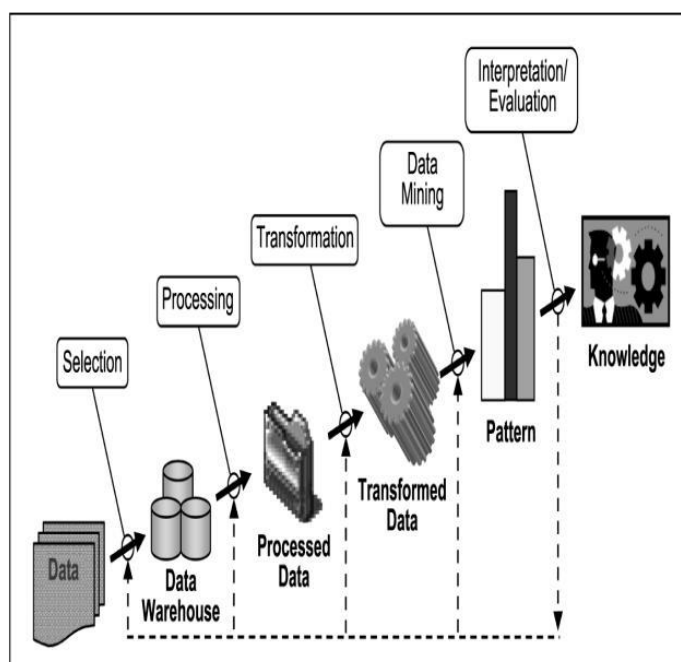 Interpretation/
Evaluation
Data
Mining
Transformation
Processing
Selection
Knowledge
Pattern
Transformed
Data
Processed
Data
Data
Warehouse
Data